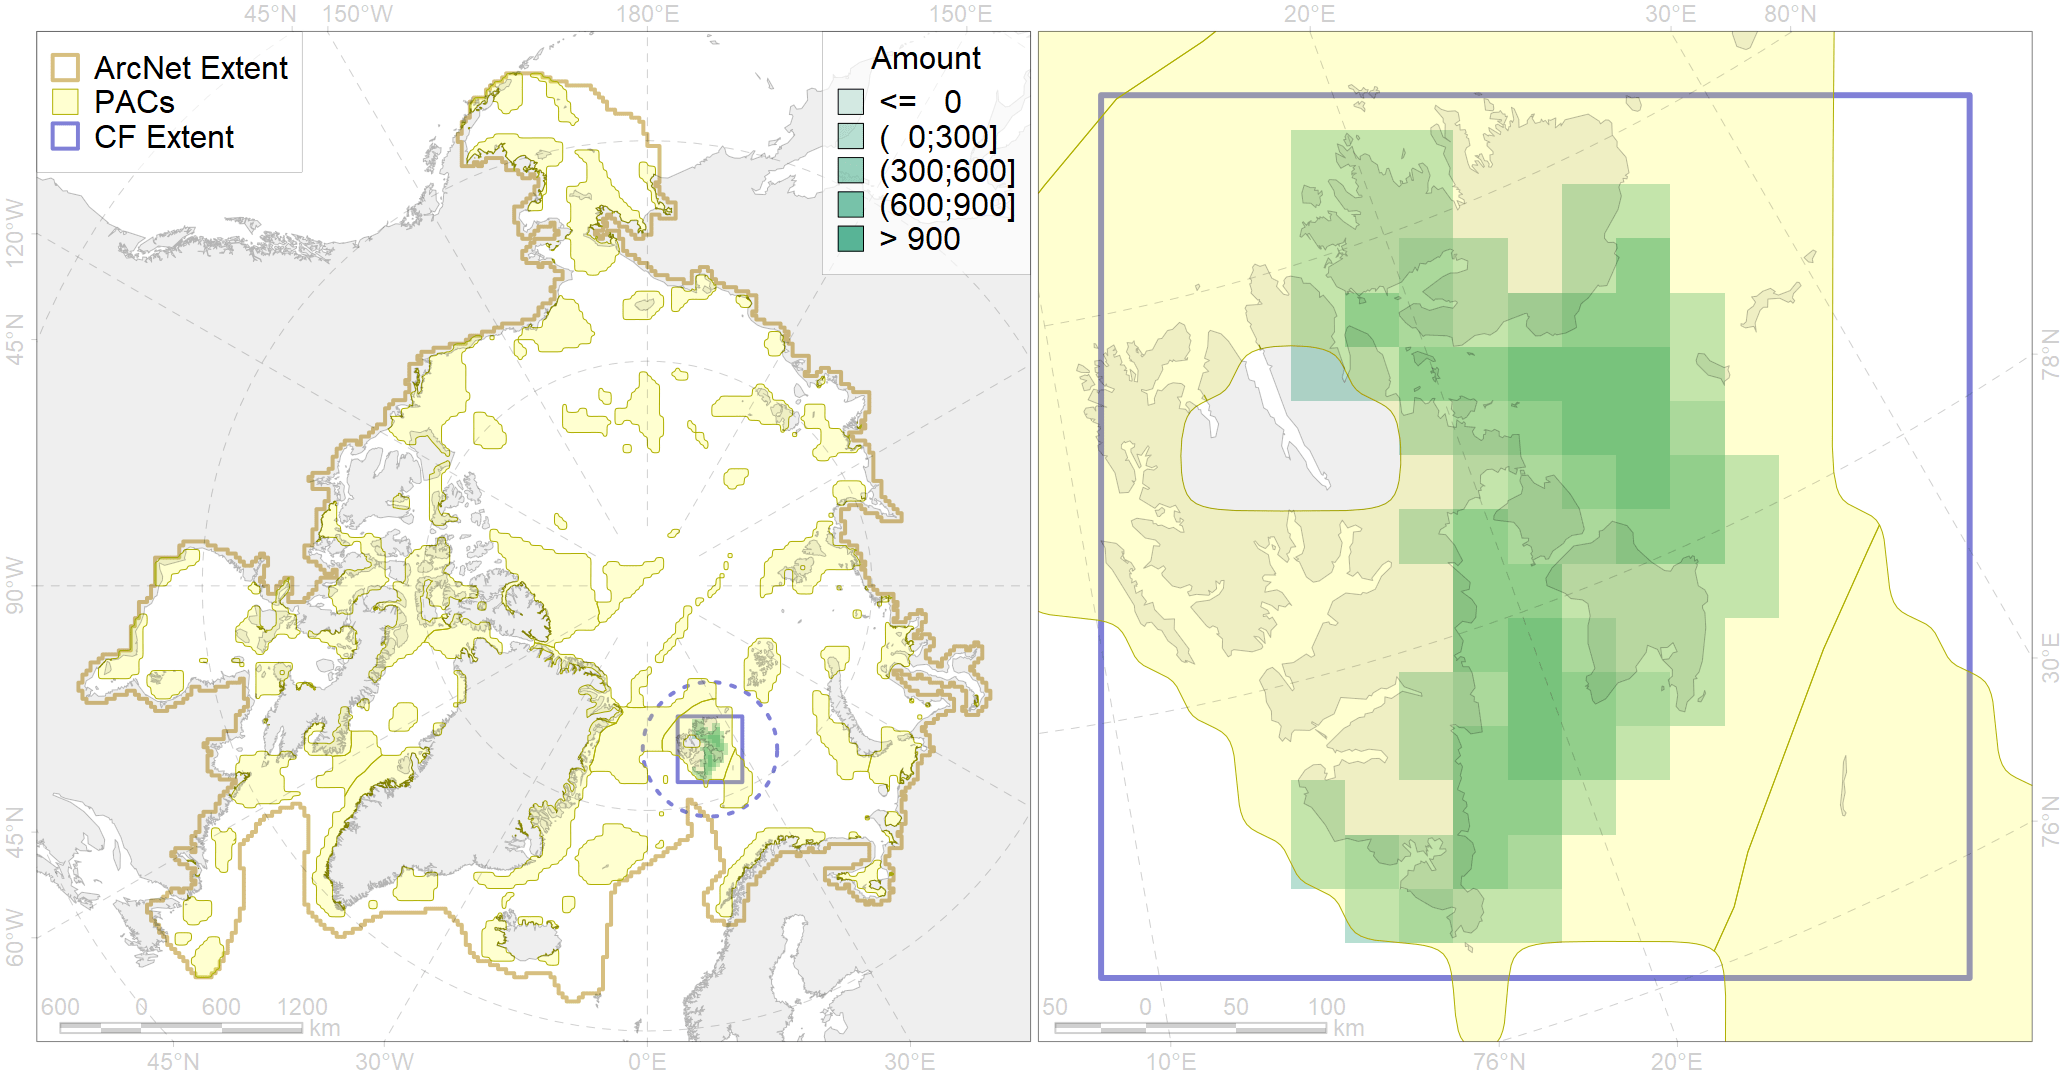 45°N 150°W 180°E 150°E 20°E 30°E 80°N
ArcNet Extent
PACs
CF Extent
Amount
<= 0
( 0;300]
(300;600]
(600;900]
> 900
120°W
45°N
90°W
45°N
60°W
78°N
30°E
76°N
600 0 600 1200
km
50 0 50 100
km
45°N 30°W 0°E 30°E 10°E 76°N 20°E